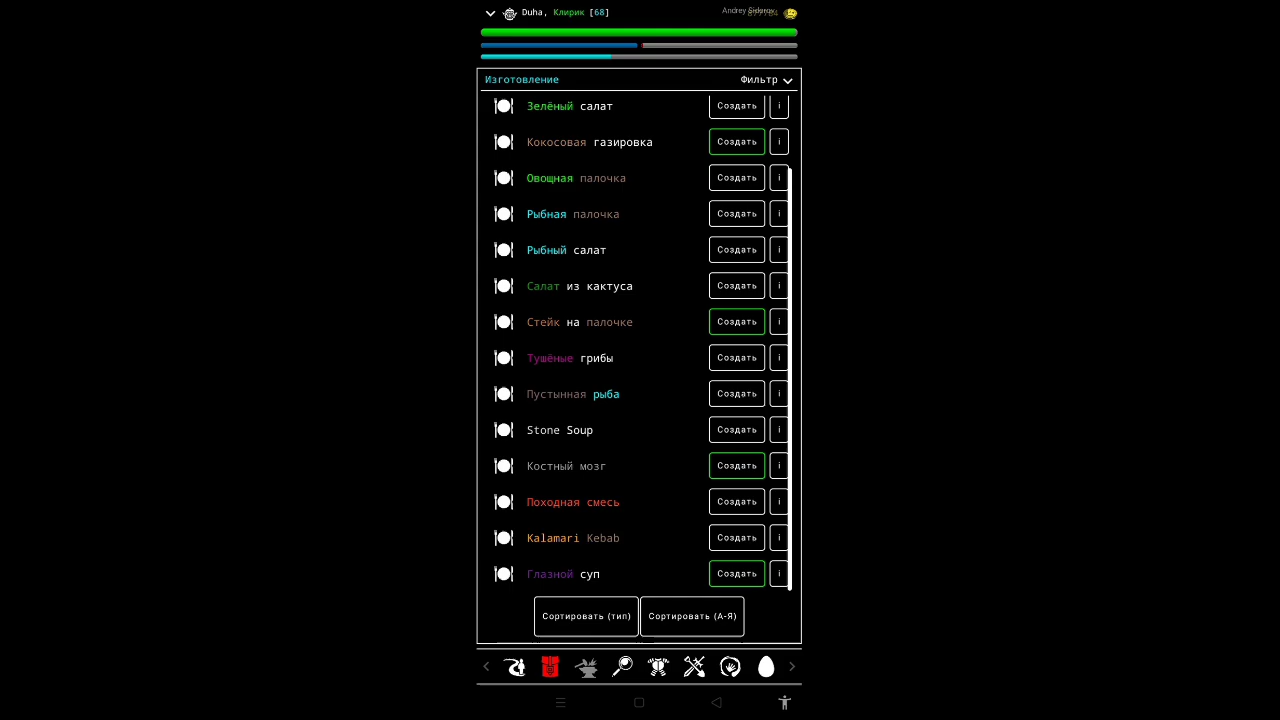 Duha, Клирик [68]
Andrey Sidorov
Изготовление Фильтр
Зелёный салат Создать i
Кокосовая газировка Создать i
Овощная палочка Создать i
Рыбная палочка Создать i
Рыбный салат Создать i
Салат из кактуса Создать i
Стейк на палочке Создать i
Тушёные грибы Создать i
Пустынная рыба Создать i
Stone Soup Создать i
Костный мозг Создать i
Походная смесь Создать i
Kalamari Kebab Создать i
Глазной суп Создать i
Сортировать (тип) Сортировать (А-Я)